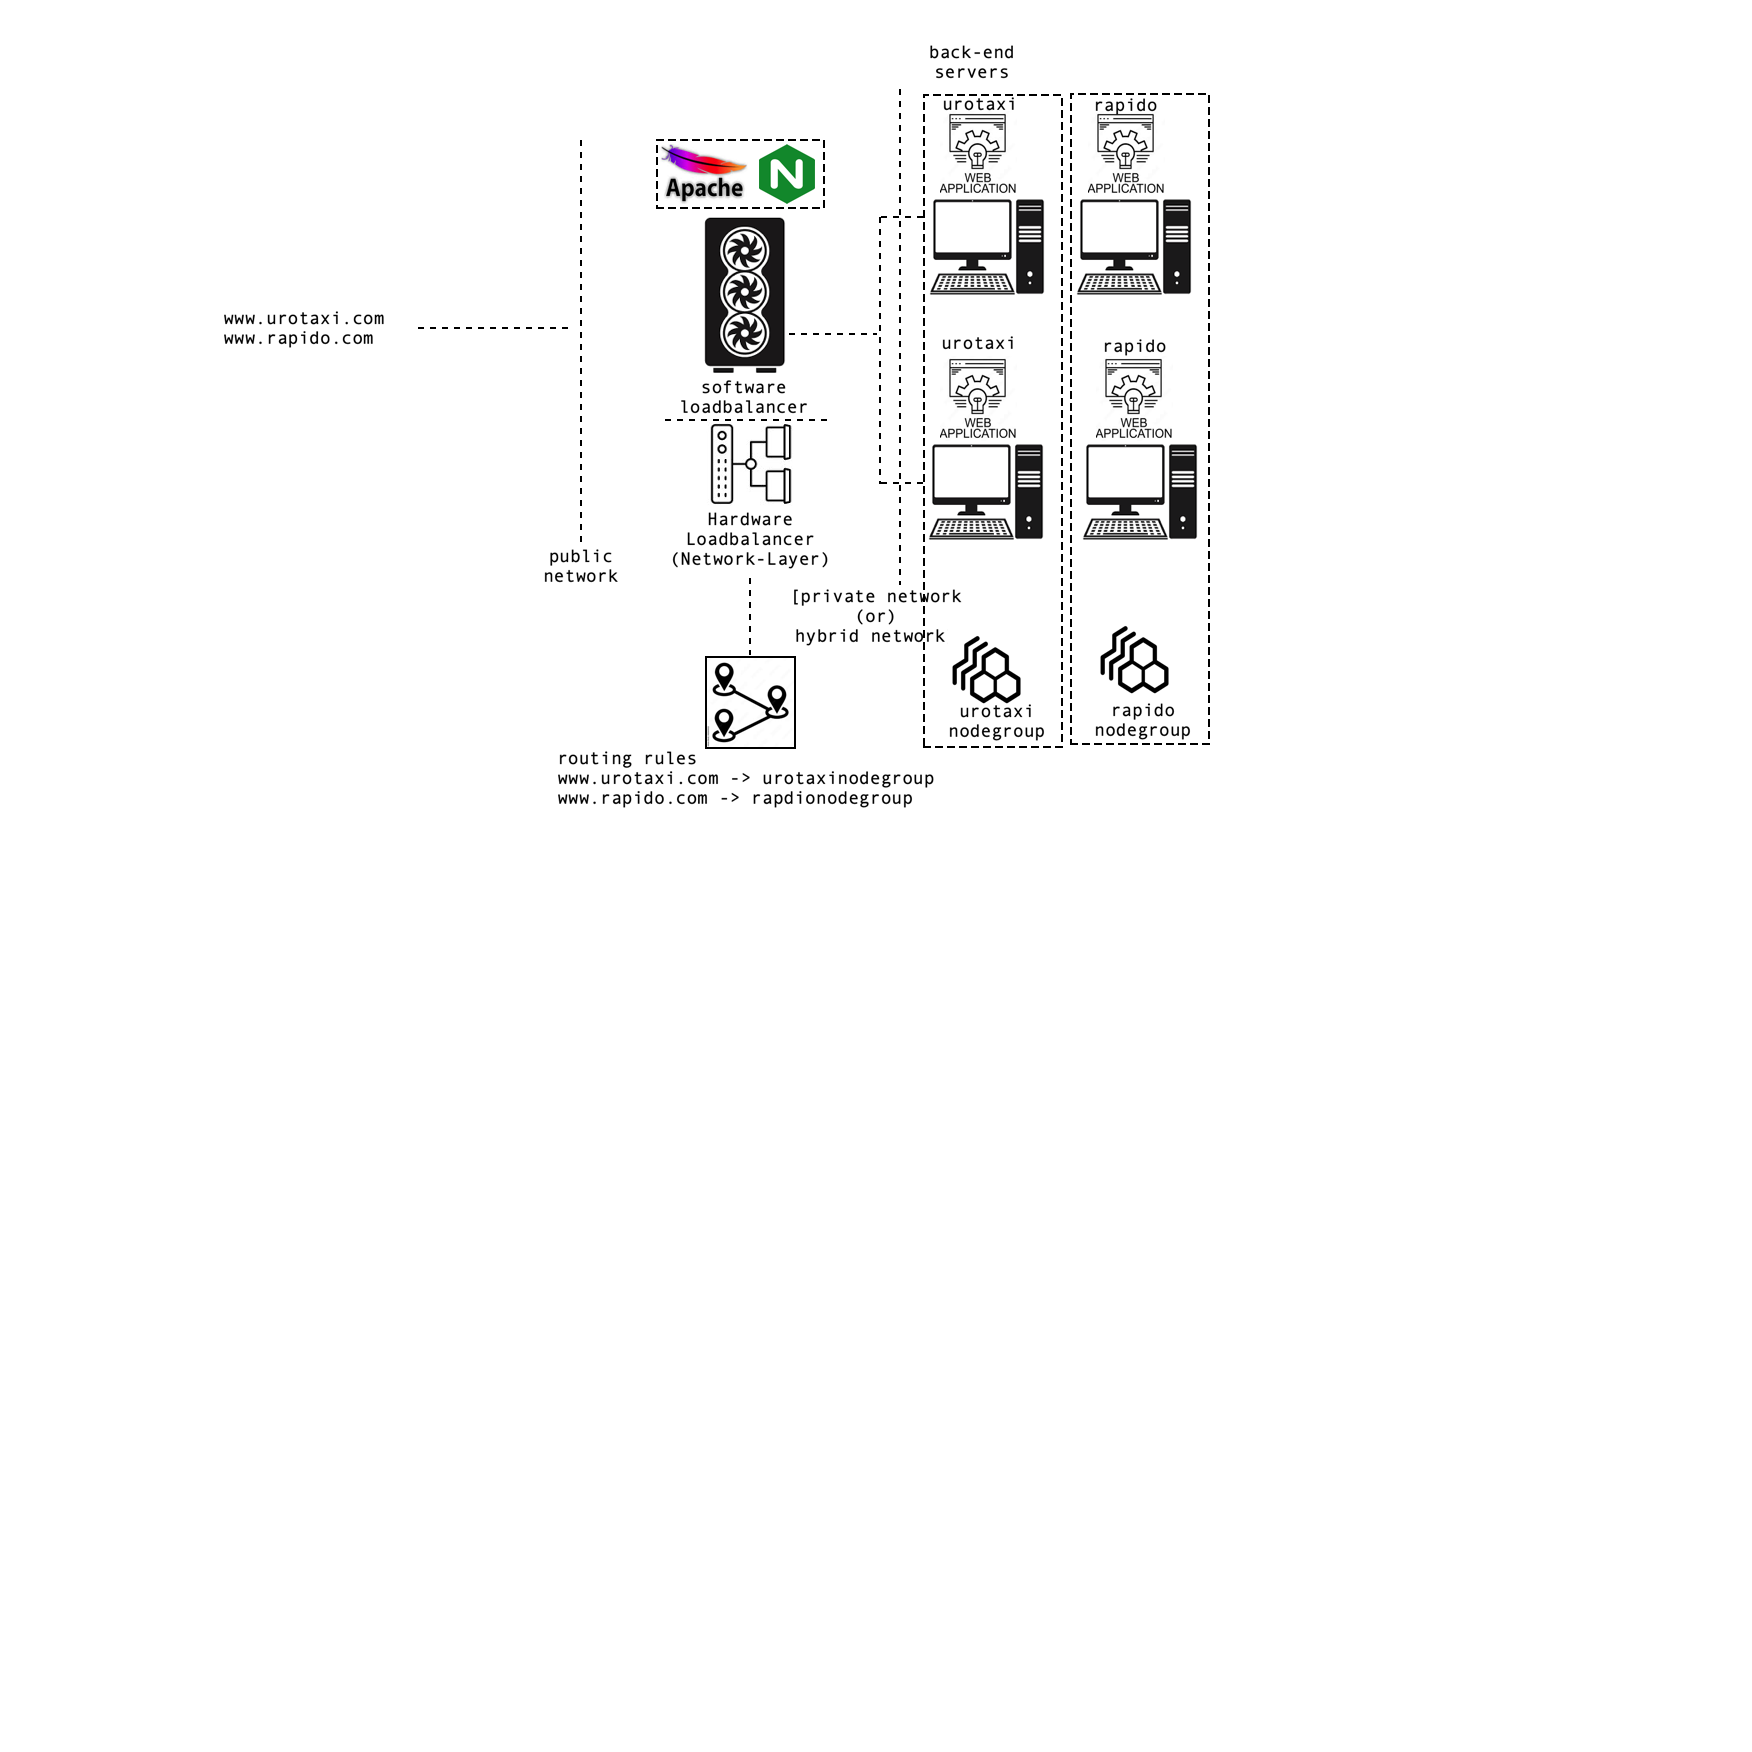 back-end
servers
urotaxi
rapido
WEB
APPLICATION
WEB
APPLICATION
Apache
N
www.urotaxi.com
www.rapido.com
urotaxi
rapido
software
loadbalancer
WEB
APPLICATION
WEB
APPLICATION
Hardware
Loadbalancer
(Network-Layer)
public
network
[private network
(or)
hybrid network
urotaxi
nodegroup
rapido
nodegroup
routing rules
www.urotaxi.com -> urotaxinodegroup
www.rapido.com -> rapdionodegroup